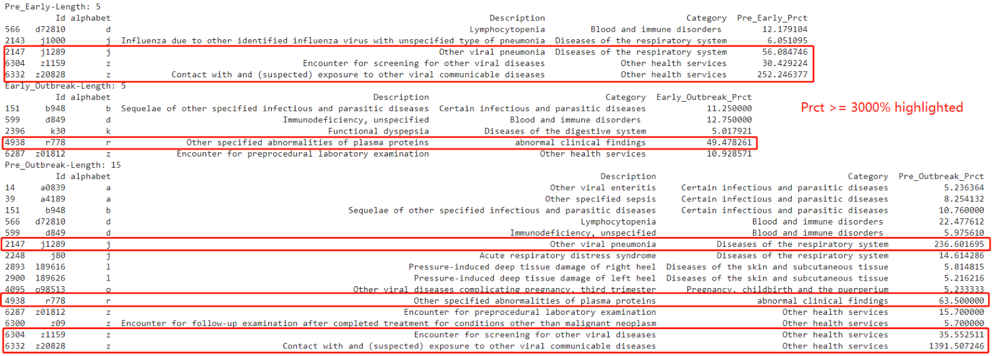 Pre_Early-Length: 5
Id alphabet Description Category Pre_Early_Prct
566 d72810 d Lymphocytopenia Blood and immune disorders 12.179104
2143 j1000 j Influenza due to other identified influenza virus with unspecified type of pneumonia Diseases of the respiratory system 6.051095
2147 j1289 j Other viral pneumonia Diseases of the respiratory system 56.084746
6304 z1159 z Encounter for screening for other viral diseases Other health services 30.429224
6332 z20828 z Contact with and (suspected) exposure to other viral communicable diseases Other health services 252.246377
Early_Outbreak-Length: 5
Id alphabet Description Category Early_Outbreak_Prct
151 b948 b Sequelae of other specified infectious and parasitic diseases Certain infectious and parasitic diseases 11.250000
Prct >= 3000% highlighted
599 d849 d Immunodeficiency, unspecified Blood and immune disorders 12.750000
2396 k30 k Functional dyspepsia Diseases of the digestive system 5.017921
4938 r778 r Other specified abnormalities of plasma proteins abnormal clinical findings 49.478261
6287 z01812 z Encounter for preprocedural laboratory examination Other health services 10.928571
Pre_Outbreak-Length: 15
Id alphabet Description Category Pre_Outbreak_Prct
14 a0839 a Other viral enteritis Certain infectious and parasitic diseases 5.236364
39 a4189 a Other specified sepsis Certain infectious and parasitic diseases 8.254132
151 b948 b Sequelae of other specified infectious and parasitic diseases Certain infectious and parasitic diseases 10.760000
566 d72810 d Lymphocytopenia Blood and immune disorders 22.477612
599 d849 d Immunodeficiency, unspecified Blood and immune disorders 5.975610
2147 j1289 j Other viral pneumonia Diseases of the respiratory system 236.601695
2248 j80 j Acute respiratory distress syndrome Diseases of the respiratory system 14.614286
2893 l89616 l Pressure-induced deep tissue damage of right heel Diseases of the skin and subcutaneous tissue 5.814815
2900 l89626 l Pressure-induced deep tissue damage of left heel Diseases of the skin and subcutaneous tissue 5.216216
4095 o98513 o Other viral diseases complicating pregnancy, third trimester Pregnancy, childbirth and the puerperium 5.233333
4938 r778 r Other specified abnormalities of plasma proteins abnormal clinical findings 63.500000
6287 z01812 z Encounter for preprocedural laboratory examination Other health services 15.700000
6300 z09 z Encounter for follow-up examination after completed treatment for conditions other than malignant neoplasm Other health services 5.700000
6304 z1159 z Encounter for screening for other viral diseases Other health services 35.552511
6332 z20828 z Contact with and (suspected) exposure to other viral communicable diseases Other health services 1391.507246